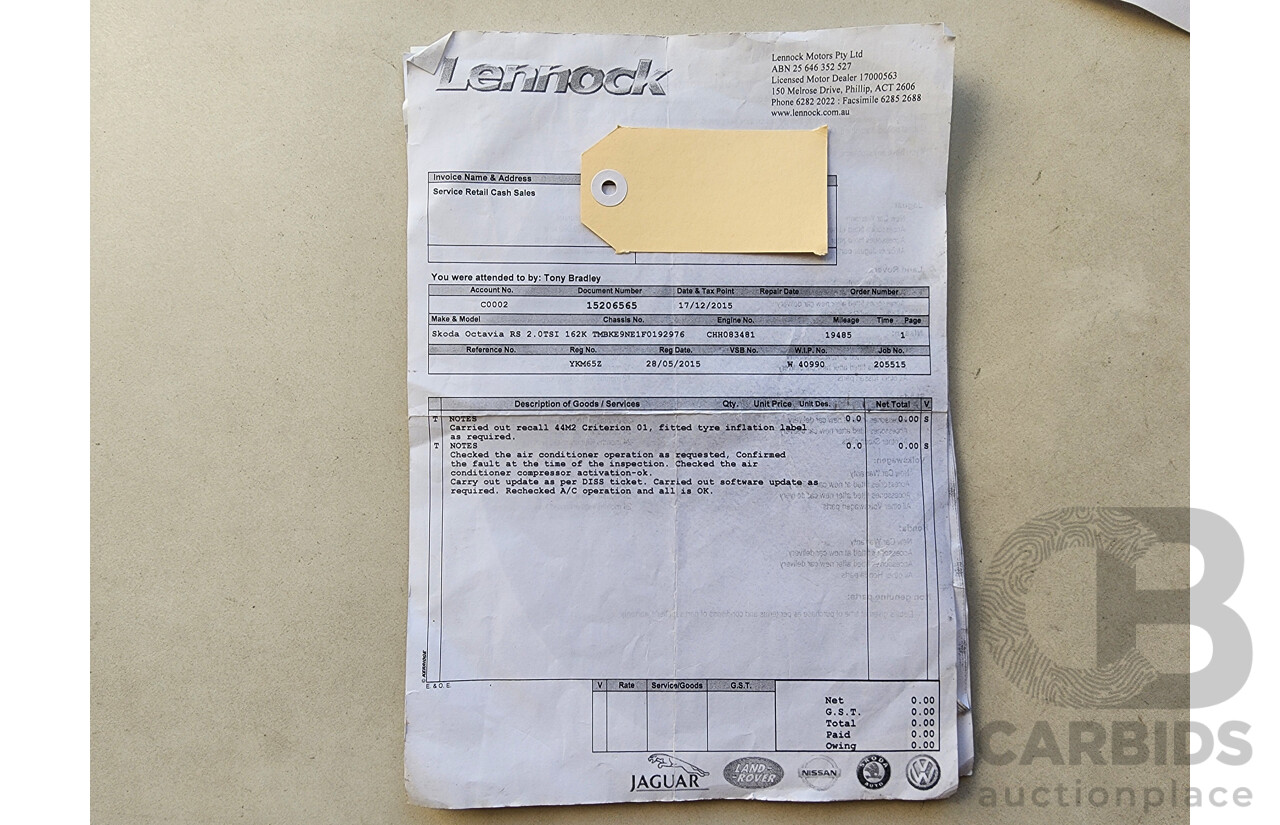 Lennock
Lennock Motors Pty Ltd
ABN 25 646 352 527
Licensed Motor Dealer 17000563
150 Melrose Drive, Phillip, ACT 2606
Phone 6282 2022 : Facsimile 6285 2688
www.lennock.com.au
Invoice Name & Address
Service Retail Cash Sales
You were attended to by: Tony Bradley
Account No. Document Number Date & Tax Point Repair Date Order Number
C0002 15206565 17/12/2015
Make & Model Chassis No. Engine No. Mileage Time Page
Skoda Octavia RS 2.0TSI 162K TMBKE9NE1F0192976 CHH083481 19485 1
Reference No. Reg No. Reg Date. VSB No. W.I.P. No. Job No.
YKM65Z 28/05/2015 W 40990 205515
Description of Goods / Services Qty. Unit Price Unit Des. Net Total V
T NOTES 0.0 0.00 S
Carried out recall 44M2 Criterion 01, fitted tyre inflation label
as required.
T NOTES 0.0 0.00 S
Checked the air conditioner operation as requested, Confirmed
the fault at the time of the inspection. Checked the air
conditioner compressor activation-ok.
Carry out update as per DISS ticket. Carried out software update as
required. Rechecked A/C operation and all is OK.
© KERRIDGE
E. & O. E.
V Rate Service/Goods G.S.T.
Net 0.00
G.S.T. 0.00
Total 0.00
Paid 0.00
Owing 0.00
JAGUAR
LAND-ROVER
NISSAN
SKODA AUTO
CB
CARBIDS
auctionplace